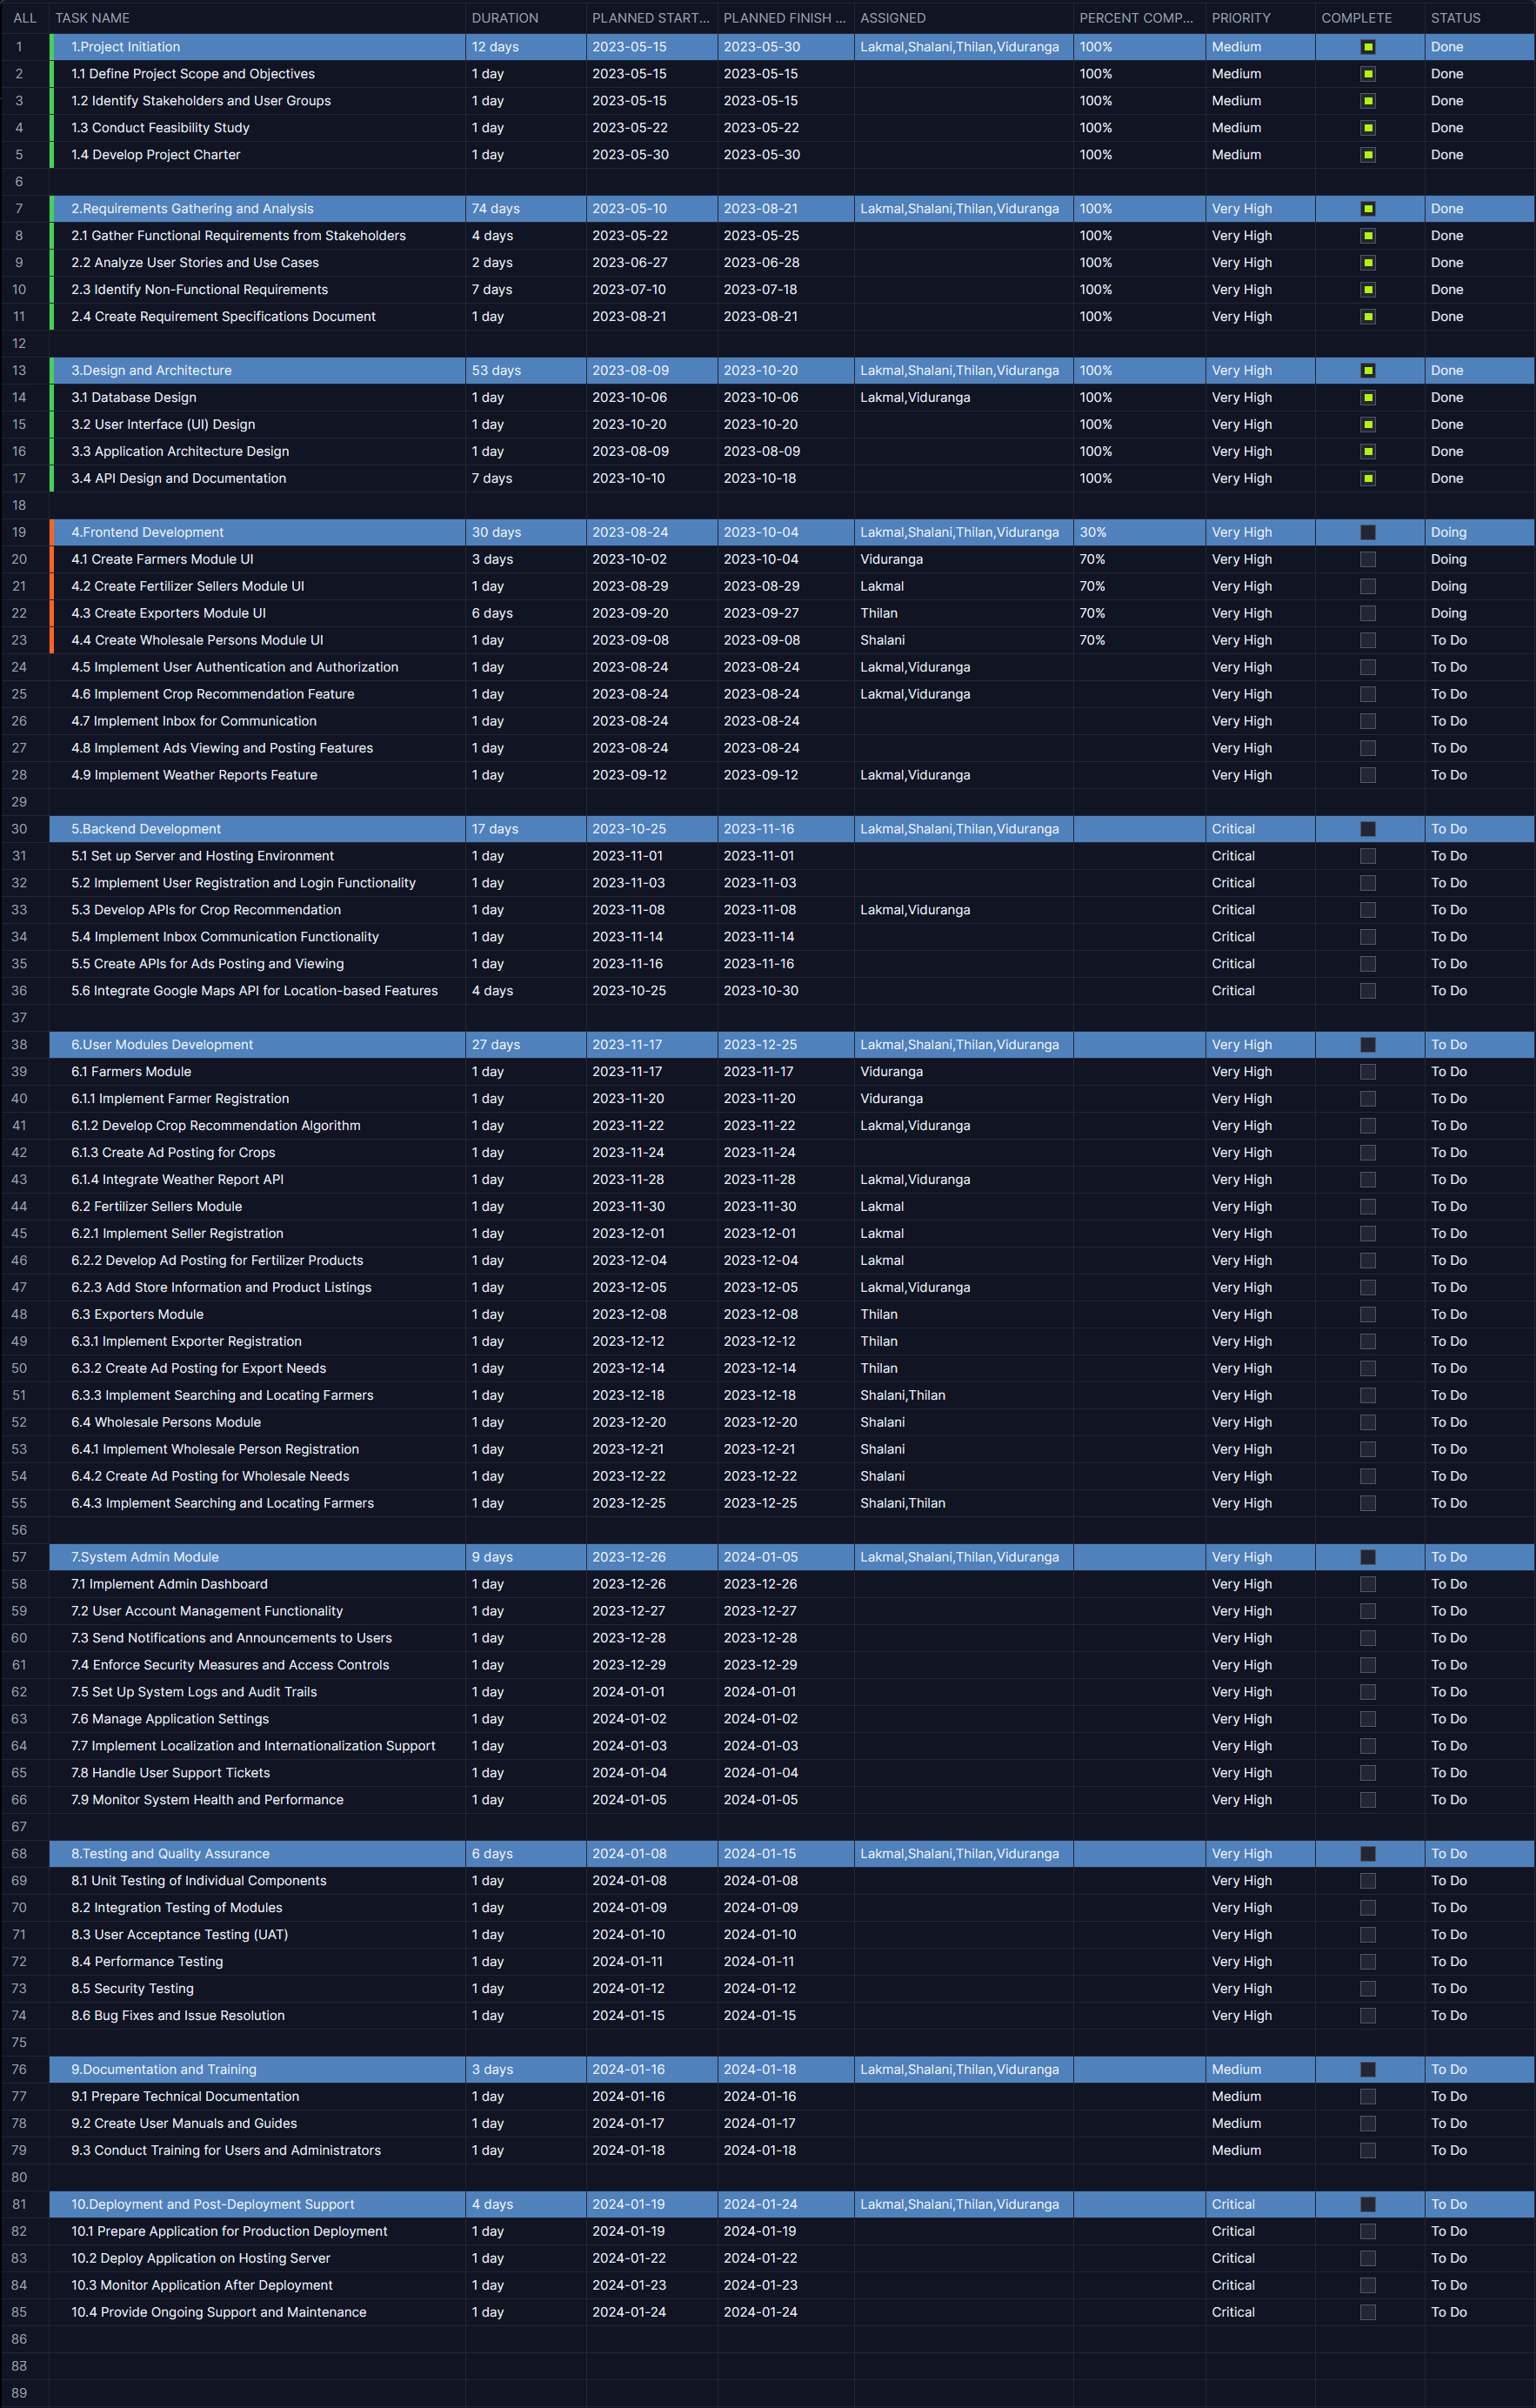 ALL TASK NAME DURATION PLANNED START... PLANNED FINISH ... ASSIGNED PERCENT COMP... PRIORITY COMPLETE STATUS
1 1.Project Initiation 12 days 2023-05-15 2023-05-30 Lakmal,Shalani,Thilan,Viduranga 100% Medium Done
2 1.1 Define Project Scope and Objectives 1 day 2023-05-15 2023-05-15 100% Medium Done
3 1.2 Identify Stakeholders and User Groups 1 day 2023-05-15 2023-05-15 100% Medium Done
4 1.3 Conduct Feasibility Study 1 day 2023-05-22 2023-05-22 100% Medium Done
5 1.4 Develop Project Charter 1 day 2023-05-30 2023-05-30 100% Medium Done
6
7 2.Requirements Gathering and Analysis 74 days 2023-05-10 2023-08-21 Lakmal,Shalani,Thilan,Viduranga 100% Very High Done
8 2.1 Gather Functional Requirements from Stakeholders 4 days 2023-05-22 2023-05-25 100% Very High Done
9 2.2 Analyze User Stories and Use Cases 2 days 2023-06-27 2023-06-28 100% Very High Done
10 2.3 Identify Non-Functional Requirements 7 days 2023-07-10 2023-07-18 100% Very High Done
11 2.4 Create Requirement Specifications Document 1 day 2023-08-21 2023-08-21 100% Very High Done
12
13 3.Design and Architecture 53 days 2023-08-09 2023-10-20 Lakmal,Shalani,Thilan,Viduranga 100% Very High Done
14 3.1 Database Design 1 day 2023-10-06 2023-10-06 Lakmal,Viduranga 100% Very High Done
15 3.2 User Interface (UI) Design 1 day 2023-10-20 2023-10-20 100% Very High Done
16 3.3 Application Architecture Design 1 day 2023-08-09 2023-08-09 100% Very High Done
17 3.4 API Design and Documentation 7 days 2023-10-10 2023-10-18 100% Very High Done
18
19 4.Frontend Development 30 days 2023-08-24 2023-10-04 Lakmal,Shalani,Thilan,Viduranga 30% Very High Doing
20 4.1 Create Farmers Module UI 3 days 2023-10-02 2023-10-04 Viduranga 70% Very High Doing
21 4.2 Create Fertilizer Sellers Module UI 1 day 2023-08-29 2023-08-29 Lakmal 70% Very High Doing
22 4.3 Create Exporters Module UI 6 days 2023-09-20 2023-09-27 Thilan 70% Very High Doing
23 4.4 Create Wholesale Persons Module UI 1 day 2023-09-08 2023-09-08 Shalani 70% Very High To Do
24 4.5 Implement User Authentication and Authorization 1 day 2023-08-24 2023-08-24 Lakmal,Viduranga Very High To Do
25 4.6 Implement Crop Recommendation Feature 1 day 2023-08-24 2023-08-24 Lakmal,Viduranga Very High To Do
26 4.7 Implement Inbox for Communication 1 day 2023-08-24 2023-08-24 Very High To Do
27 4.8 Implement Ads Viewing and Posting Features 1 day 2023-08-24 2023-08-24 Very High To Do
28 4.9 Implement Weather Reports Feature 1 day 2023-09-12 2023-09-12 Lakmal,Viduranga Very High To Do
29
30 5.Backend Development 17 days 2023-10-25 2023-11-16 Lakmal,Shalani,Thilan,Viduranga Critical To Do
31 5.1 Set up Server and Hosting Environment 1 day 2023-11-01 2023-11-01 Critical To Do
32 5.2 Implement User Registration and Login Functionality 1 day 2023-11-03 2023-11-03 Critical To Do
33 5.3 Develop APIs for Crop Recommendation 1 day 2023-11-08 2023-11-08 Lakmal,Viduranga Critical To Do
34 5.4 Implement Inbox Communication Functionality 1 day 2023-11-14 2023-11-14 Critical To Do
35 5.5 Create APIs for Ads Posting and Viewing 1 day 2023-11-16 2023-11-16 Critical To Do
36 5.6 Integrate Google Maps API for Location-based Features 4 days 2023-10-25 2023-10-30 Critical To Do
37
38 6.User Modules Development 27 days 2023-11-17 2023-12-25 Lakmal,Shalani,Thilan,Viduranga Very High To Do
39 6.1 Farmers Module 1 day 2023-11-17 2023-11-17 Viduranga Very High To Do
40 6.1.1 Implement Farmer Registration 1 day 2023-11-20 2023-11-20 Viduranga Very High To Do
41 6.1.2 Develop Crop Recommendation Algorithm 1 day 2023-11-22 2023-11-22 Lakmal,Viduranga Very High To Do
42 6.1.3 Create Ad Posting for Crops 1 day 2023-11-24 2023-11-24 Very High To Do
43 6.1.4 Integrate Weather Report API 1 day 2023-11-28 2023-11-28 Lakmal,Viduranga Very High To Do
44 6.2 Fertilizer Sellers Module 1 day 2023-11-30 2023-11-30 Lakmal Very High To Do
45 6.2.1 Implement Seller Registration 1 day 2023-12-01 2023-12-01 Lakmal Very High To Do
46 6.2.2 Develop Ad Posting for Fertilizer Products 1 day 2023-12-04 2023-12-04 Lakmal Very High To Do
47 6.2.3 Add Store Information and Product Listings 1 day 2023-12-05 2023-12-05 Lakmal,Viduranga Very High To Do
48 6.3 Exporters Module 1 day 2023-12-08 2023-12-08 Thilan Very High To Do
49 6.3.1 Implement Exporter Registration 1 day 2023-12-12 2023-12-12 Thilan Very High To Do
50 6.3.2 Create Ad Posting for Export Needs 1 day 2023-12-14 2023-12-14 Thilan Very High To Do
51 6.3.3 Implement Searching and Locating Farmers 1 day 2023-12-18 2023-12-18 Shalani,Thilan Very High To Do
52 6.4 Wholesale Persons Module 1 day 2023-12-20 2023-12-20 Shalani Very High To Do
53 6.4.1 Implement Wholesale Person Registration 1 day 2023-12-21 2023-12-21 Shalani Very High To Do
54 6.4.2 Create Ad Posting for Wholesale Needs 1 day 2023-12-22 2023-12-22 Shalani Very High To Do
55 6.4.3 Implement Searching and Locating Farmers 1 day 2023-12-25 2023-12-25 Shalani,Thilan Very High To Do
56
57 7.System Admin Module 9 days 2023-12-26 2024-01-05 Lakmal,Shalani,Thilan,Viduranga Very High To Do
58 7.1 Implement Admin Dashboard 1 day 2023-12-26 2023-12-26 Very High To Do
59 7.2 User Account Management Functionality 1 day 2023-12-27 2023-12-27 Very High To Do
60 7.3 Send Notifications and Announcements to Users 1 day 2023-12-28 2023-12-28 Very High To Do
61 7.4 Enforce Security Measures and Access Controls 1 day 2023-12-29 2023-12-29 Very High To Do
62 7.5 Set Up System Logs and Audit Trails 1 day 2024-01-01 2024-01-01 Very High To Do
63 7.6 Manage Application Settings 1 day 2024-01-02 2024-01-02 Very High To Do
64 7.7 Implement Localization and Internationalization Support 1 day 2024-01-03 2024-01-03 Very High To Do
65 7.8 Handle User Support Tickets 1 day 2024-01-04 2024-01-04 Very High To Do
66 7.9 Monitor System Health and Performance 1 day 2024-01-05 2024-01-05 Very High To Do
67
68 8.Testing and Quality Assurance 6 days 2024-01-08 2024-01-15 Lakmal,Shalani,Thilan,Viduranga Very High To Do
69 8.1 Unit Testing of Individual Components 1 day 2024-01-08 2024-01-08 Very High To Do
70 8.2 Integration Testing of Modules 1 day 2024-01-09 2024-01-09 Very High To Do
71 8.3 User Acceptance Testing (UAT) 1 day 2024-01-10 2024-01-10 Very High To Do
72 8.4 Performance Testing 1 day 2024-01-11 2024-01-11 Very High To Do
73 8.5 Security Testing 1 day 2024-01-12 2024-01-12 Very High To Do
74 8.6 Bug Fixes and Issue Resolution 1 day 2024-01-15 2024-01-15 Very High To Do
75
76 9.Documentation and Training 3 days 2024-01-16 2024-01-18 Lakmal,Shalani,Thilan,Viduranga Medium To Do
77 9.1 Prepare Technical Documentation 1 day 2024-01-16 2024-01-16 Medium To Do
78 9.2 Create User Manuals and Guides 1 day 2024-01-17 2024-01-17 Medium To Do
79 9.3 Conduct Training for Users and Administrators 1 day 2024-01-18 2024-01-18 Medium To Do
80
81 10.Deployment and Post-Deployment Support 4 days 2024-01-19 2024-01-24 Lakmal,Shalani,Thilan,Viduranga Critical To Do
82 10.1 Prepare Application for Production Deployment 1 day 2024-01-19 2024-01-19 Critical To Do
83 10.2 Deploy Application on Hosting Server 1 day 2024-01-22 2024-01-22 Critical To Do
84 10.3 Monitor Application After Deployment 1 day 2024-01-23 2024-01-23 Critical To Do
85 10.4 Provide Ongoing Support and Maintenance 1 day 2024-01-24 2024-01-24 Critical To Do
86
89